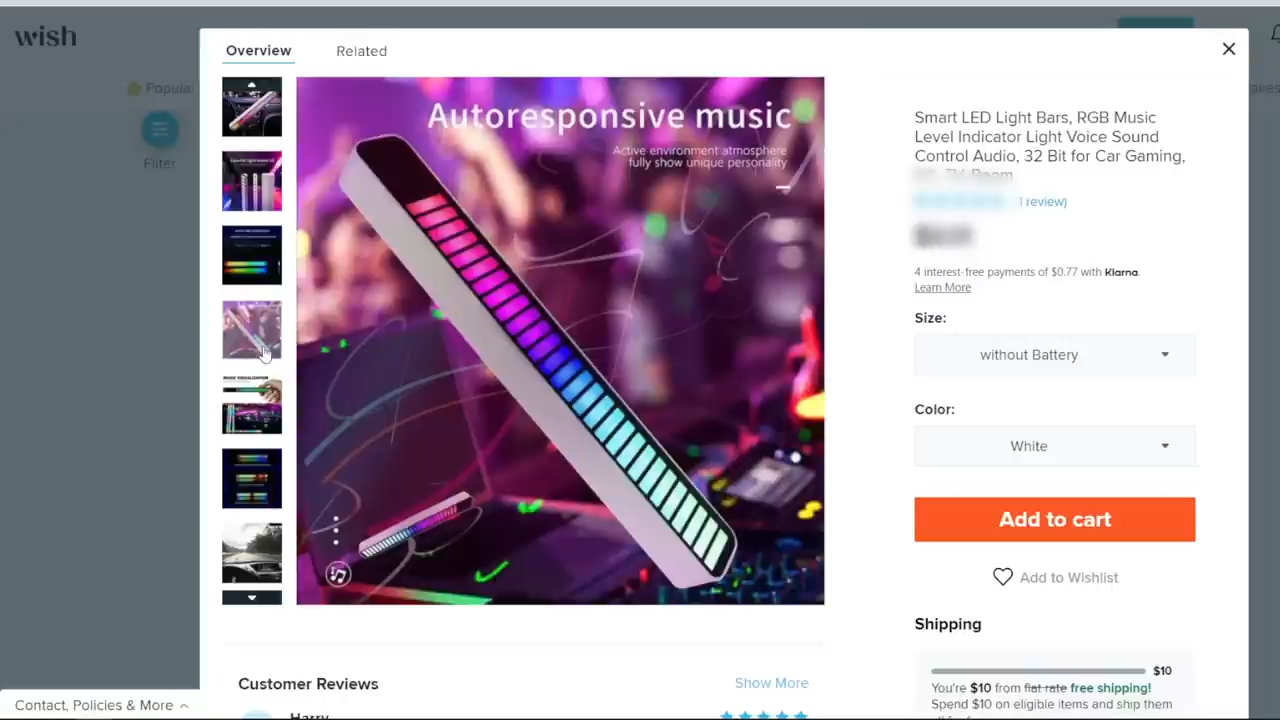 wish
Popula
Filter
Overview
Related
Autoresponsive music
Active environment atmosphere
fully show unique personality
Smart LED Light Bars, RGB Music
Level Indicator Light Voice Sound
Control Audio, 32 Bit for Car Gaming,
review)
4 interest-free payments of $0.77 with Klarna.
Learn More
Size:
without Battery
Color:
White
Add to cart
Add to Wishlist
Shipping
$10
You're $10 from flat rate free shipping!
Spend $10 on eligible items and ship them
Customer Reviews
Show More
Harry
Contact, Policies & More